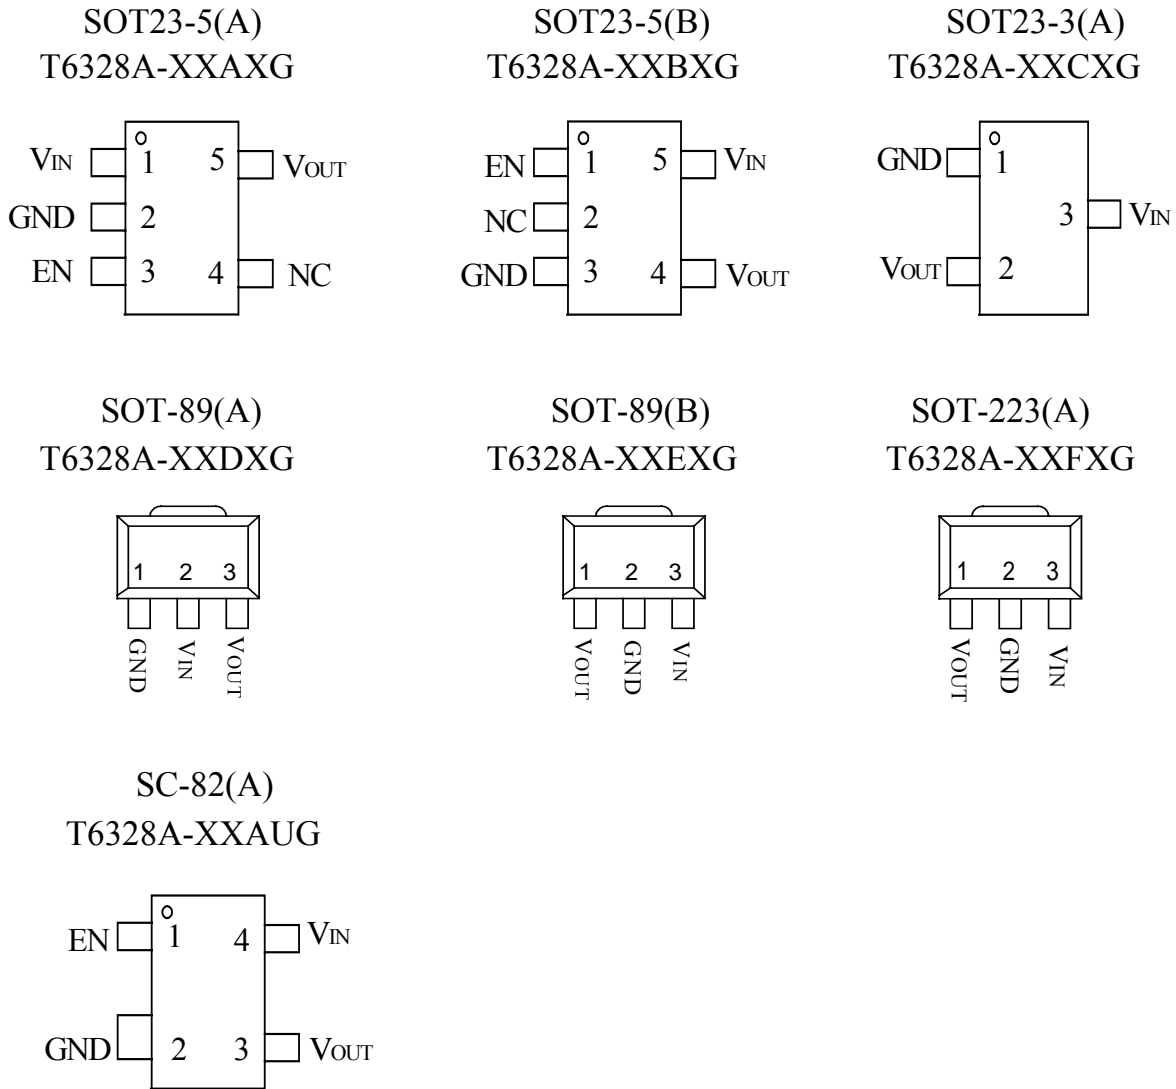 SOT23-5(A)
T6328A-XXAXG
VIN 1 5 VOUT
GND 2
EN 3 4 NC
SOT23-5(B)
T6328A-XXBXG
EN 1 5 VIN
NC 2
GND 3 4 VOUT
SOT23-3(A)
T6328A-XXCXG
GND 1
3 VIN
VOUT 2
SOT-89(A)
T6328A-XXDXG
1 2 3
GND VIN VOUT
SOT-89(B)
T6328A-XXEXG
1 2 3
VOUT GND VIN
SOT-223(A)
T6328A-XXFXG
1 2 3
VOUT GND VIN
SC-82(A)
T6328A-XXAUG
EN 1 4 VIN
GND 2 3 VOUT